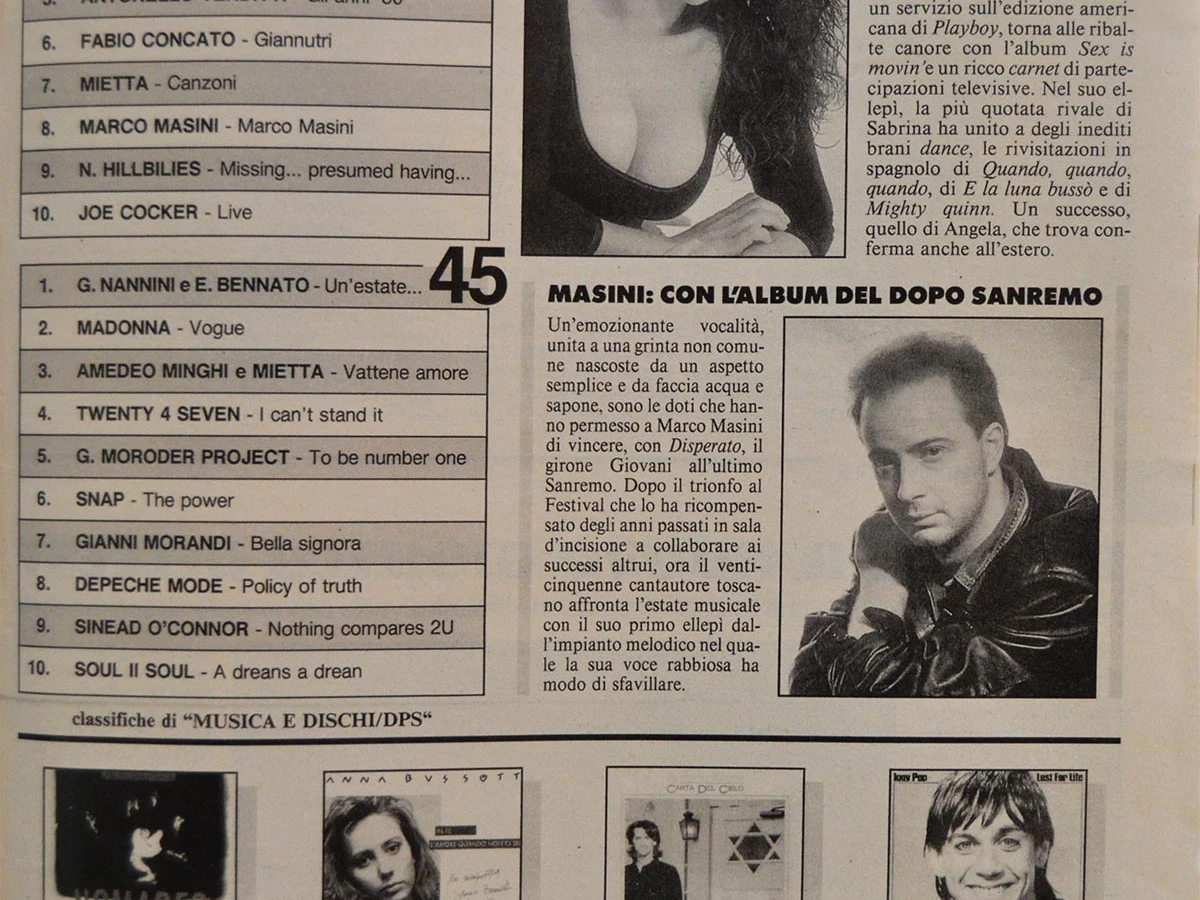 5. ANTONELLO VENDITTI - Gli anni '80
6. FABIO CONCATO - Giannutri
7. MIETTA - Canzoni
8. MARCO MASINI - Marco Masini
9. N. HILLBILIES - Missing... presumed having...
10. JOE COCKER - Live
45
1. G. NANNINI e E. BENNATO - Un'estate...
2. MADONNA - Vogue
3. AMEDEO MINGHI e MIETTA - Vattene amore
4. TWENTY 4 SEVEN - I can't stand it
5. G. MORODER PROJECT - To be number one
6. SNAP - The power
7. GIANNI MORANDI - Bella signora
8. DEPECHE MODE - Policy of truth
9. SINEAD O'CONNOR - Nothing compares 2U
10. SOUL II SOUL - A dreans a drean
classifiche di "MUSICA E DISCHI/DPS"
un servizio sull'edizione ameri-
cana di Playboy, torna alle ribal-
te canore con l'album Sex is
movin'e un ricco carnet di parte-
cipazioni televisive. Nel suo el-
lepì, la più quotata rivale di
Sabrina ha unito a degli inediti
brani dance, le rivisitazioni in
spagnolo di Quando, quando,
quando, di E la luna bussò e di
Mighty quinn. Un successo,
quello di Angela, che trova con-
ferma anche all'estero.
MASINI: CON L'ALBUM DEL DOPO SANREMO
Un'emozionante vocalità,
unita a una grinta non comu-
ne nascoste da un aspetto
semplice e da faccia acqua e
sapone, sono le doti che han-
no permesso a Marco Masini
di vincere, con Disperato, il
girone Giovani all'ultimo
Sanremo. Dopo il trionfo al
Festival che lo ha ricompen-
sato degli anni passati in sala
d'incisione a collaborare ai
successi altrui, ora il venti-
cinquenne cantautore tosca-
no affronta l'estate musicale
con il suo primo ellepì dal-
l'impianto melodico nel qua-
le la sua voce rabbiosa ha
modo di sfavillare.
ANNA BVSSOTT
L'AMORE QUANDO NON C'È
CARTA DEL CIELO
Iggy Pop Lust For Life